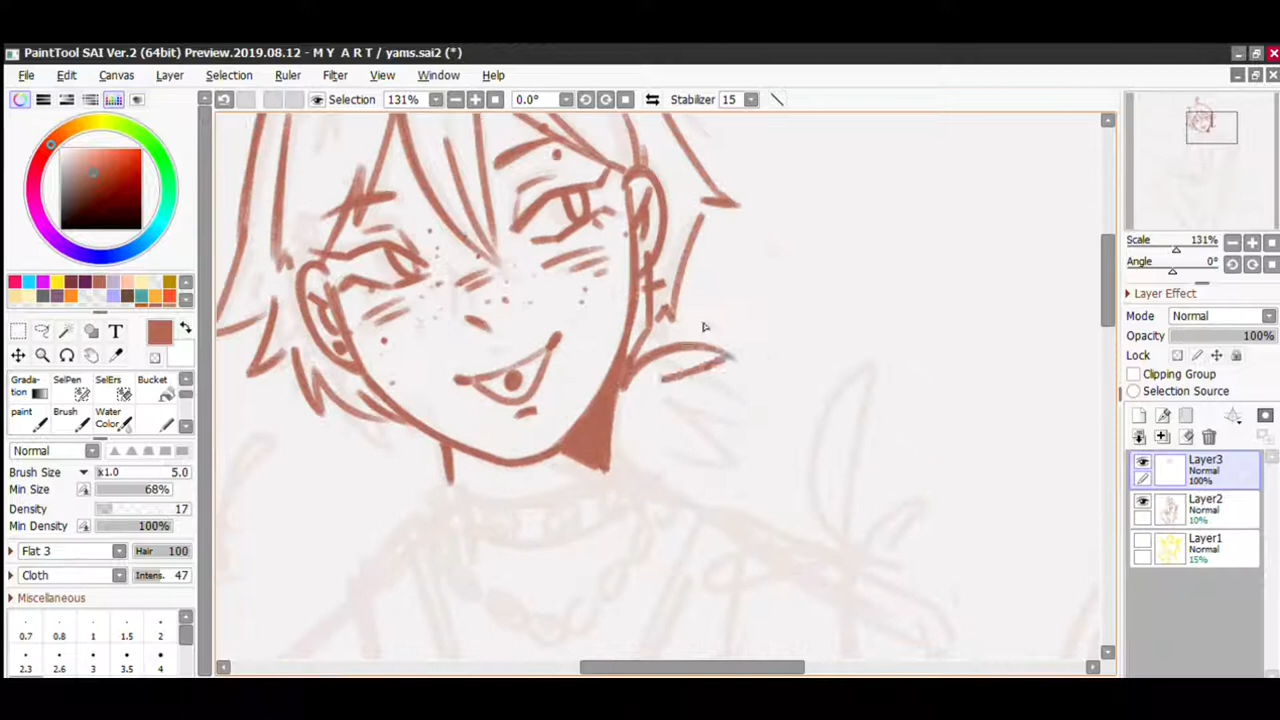 PaintTool SAI Ver.2 (64bit) Preview.2019.08.12 - M Y A R T / yams.sai2 (*)
File Edit Canvas Layer Selection Ruler Filter View Window Help
Selection 131% 0.0° Stabilizer 15
Scale 131%
Angle 0°
Layer Effect
Mode Normal
Opacity 100%
Lock
Clipping Group
Selection Source
Layer3
Normal
100%
Layer2
Normal
10%
Layer1
Normal
15%
T
Grada-
tion SelPen SelErs Bucket
paint Brush Water
Color
Normal
Brush Size x1.0 5.0
Min Size 68%
Density 17
Min Density 100%
Flat 3 Hair 100
Cloth Intens. 47
Miscellaneous
0.7 0.8 1 1.5 2
2.3 2.6 3 3.5 4